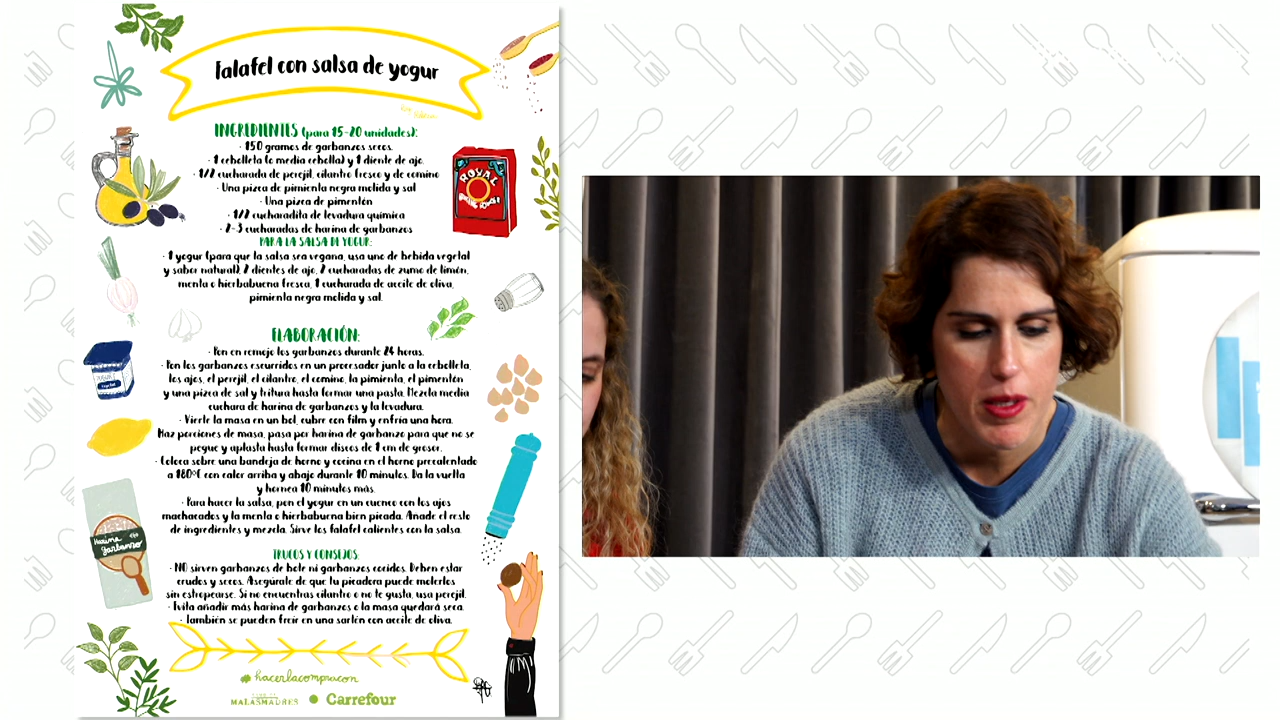 falafel con salsa de yogur
INGREDIENTES (para 15-20 unidades):
· 150 gramos de garbanzos secos.
· 1 cebolleta (o media cebolla) y 1 diente de ajo.
· 1/2 cucharada de perejil, cilantro fresco y de comino
· Una pizca de pimienta negra molida y sal
· Una pizca de pimentón
· 1/2 cucharadita de levadura química
· 2-3 cucharadas de harina de garbanzos
PARA LA SALSA DE YOGUR:
· 1 yogur (para que la salsa sea vegana, usa uno de bebida vegetal
y sabor natural), 2 dientes de ajo, 2 cucharadas de zumo de limón,
menta o hierbabuena fresca, 1 cucharada de aceite de oliva,
pimienta negra molida y sal.
ELABORACIÓN:
· Pon en remojo los garbanzos durante 24 horas.
· Pon los garbanzos escurridos en un procesador junto a la cebolleta,
los ajos, el perejil, el cilantro, el comino, la pimienta, el pimentón
y una pizca de sal y tritura hasta formar una pasta. Mezcla media
cuchara de harina de garbanzos y la levadura.
· Vierte la masa en un bol, cubre con film y enfría una hora.
Haz porciones de masa, pasa por harina de garbanzo para que no se
pegue y aplasta hasta formar discos de 1 cm de grosor.
· Coloca sobre una bandeja de horno y cocina en el horno precalentado
a 180ºC con calor arriba y abajo durante 10 minutos. Da la vuelta
y hornea 10 minutos más.
· Para hacer la salsa, pon el yogur en un cuenco con los ajos
machacados y la menta o hierbabuena bien picada. Añade el resto
de ingredientes y mezcla. Sirve los falafel calientes con la salsa.
TRUCOS Y CONSEJOS:
· NO sirven garbanzos de bote ni garbanzos cocidos. Deben estar
crudos y secos. Asegúrate de que tu picadora puede molerlos
sin estropearse. Si no encuentras cilantro o no te gusta, usa perejil.
· Evita añadir más harina de garbanzos o la masa quedará seca.
· También se pueden freír en una sartén con aceite de oliva.
ROYAL
Harina
Garbanzo
#hacerlacompracon
MALASMADRES
Carrefour